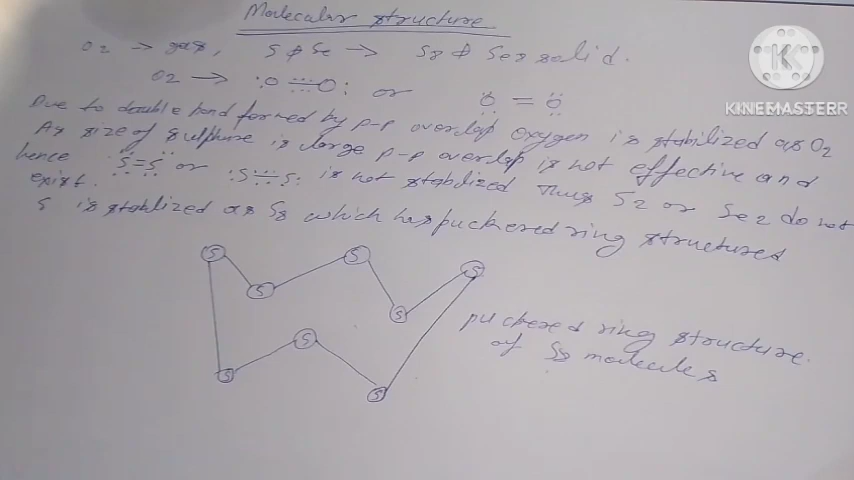 Molecular structure
O2 → gas, S & Se → S8 & Se8 solid.
O2 → :O ::: O: or Ö = Ö
Due to double bond formed by p-p overlap oxygen is stabilized as O2
As size of sulphure is large p-p overlap is not effective and
hence S=S or :S ::: S: is not stabilized Thus S2 or Se2 do not
exist.
S is stablized as S8 which has puckered ring structures
S
S
S
S
S
S
S
S
puckered ring structure.
of S8 molecules
K
KINEMASTER